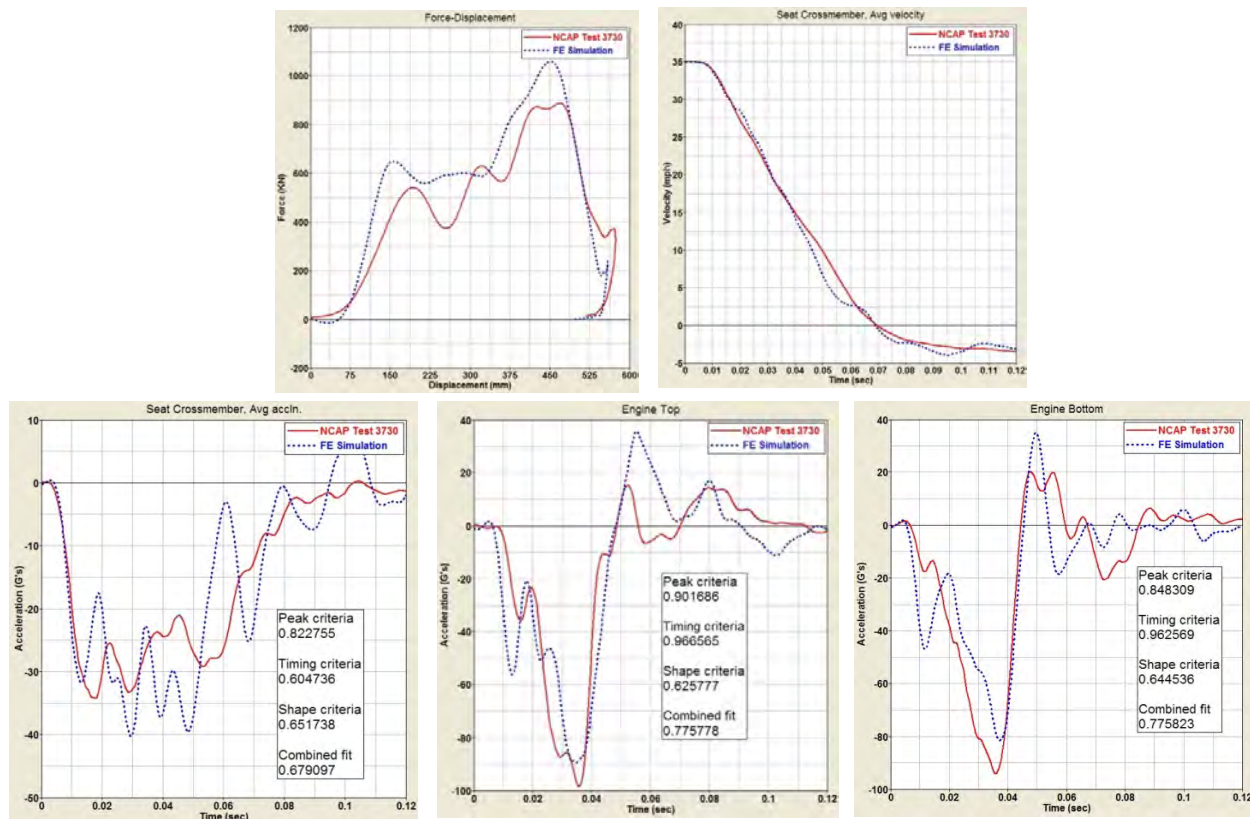 Force-Displacement
NCAP Test 3730
FE Simulation
1200
1000
800
600
400
200
0
-200
Force (KN)
0 75 150 225 300 375 450 525 600
Displacement (mm)
Seat Crossmember, Avg velocity
NCAP Test 3730
FE Simulation
40
35
30
25
20
15
10
5
0
-5
Velocity (mph)
0 0.01 0.02 0.03 0.04 0.05 0.06 0.07 0.08 0.09 0.1 0.11 0.12
Time (sec)
Seat Crossmember, Avg accln.
NCAP Test 3730
FE Simulation
10
0
-10
-20
-30
-40
-50
Acceleration (G's)
Peak criteria
0.822755
Timing criteria
0.604736
Shape criteria
0.651738
Combined fit
0.679097
0 0.02 0.04 0.06 0.08 0.1 0.12
Time (sec)
Engine Top
NCAP Test 3730
FE Simulation
40
20
0
-20
-40
-60
-80
-100
Acceleration [G's]
Peak criteria
0.901686
Timing criteria
0.966565
Shape criteria
0.625777
Combined fit
0.775778
0 0.02 0.04 0.06 0.08 0.1 0.12
Time (sec)
Engine Bottom
NCAP Test 3730
FE Simulation
40
20
0
-20
-40
-60
-80
-100
Acceleration [G's]
Peak criteria
0.848309
Timing criteria
0.962569
Shape criteria
0.644536
Combined fit
0.775823
0 0.02 0.04 0.06 0.08 0.1 0.12
Time (sec)